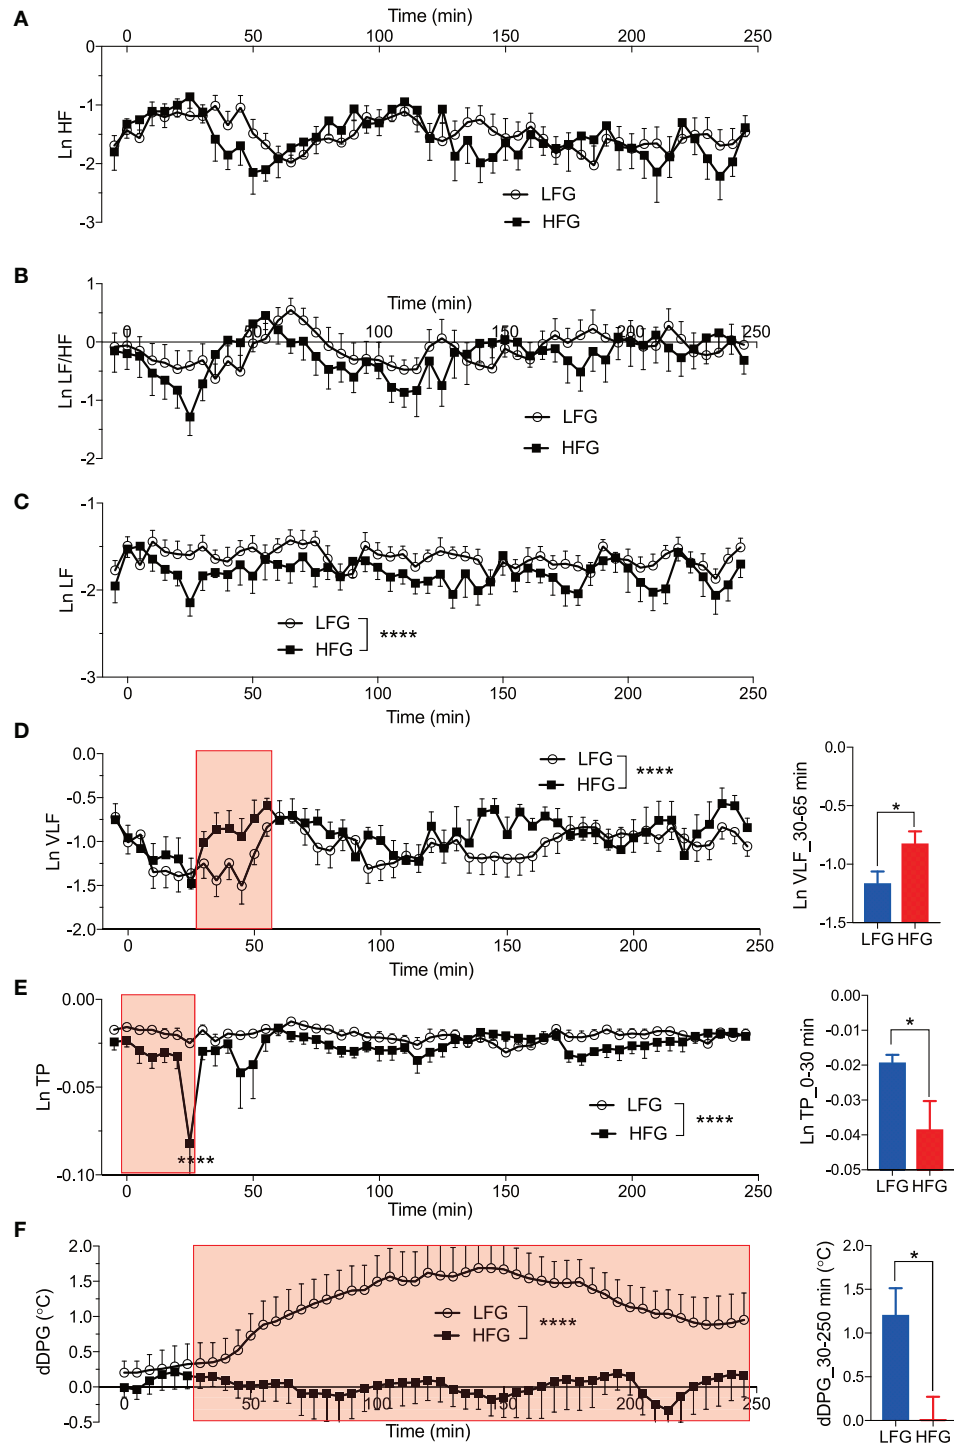 A
Time (min)
0 50 100 150 200 250
0
-1
-2
-3
Ln HF
LFG
HFG
B
Time (min)
0 50 100 150 200 250
1
0
-1
-2
Ln LF/HF
LFG
HFG
C
-1
-2
-3
Ln LF
LFG
HFG
****
0 50 100 150 200 250
Time (min)
D
0.0
-0.5
-1.0
-1.5
-2.0
Ln VLF
LFG
HFG
****
0 50 100 150 200 250
Time (min)
0.0
-0.5
-1.0
-1.5
Ln VLF_30-65 min
*
LFG HFG
E
0.00
-0.05
-0.10
Ln TP
LFG
HFG
****
****
0 50 100 150 200 250
Time (min)
0.00
-0.01
-0.02
-0.03
-0.04
-0.05
Ln TP_0-30 min
*
LFG HFG
F
2.0
1.5
1.0
0.5
0.0
-0.5
dDPG (°C)
LFG
HFG
****
0 50 100 150 200 250
Time (min)
2.0
1.5
1.0
0.5
0.0
dDPG_30-250 min (°C)
*
LFG HFG